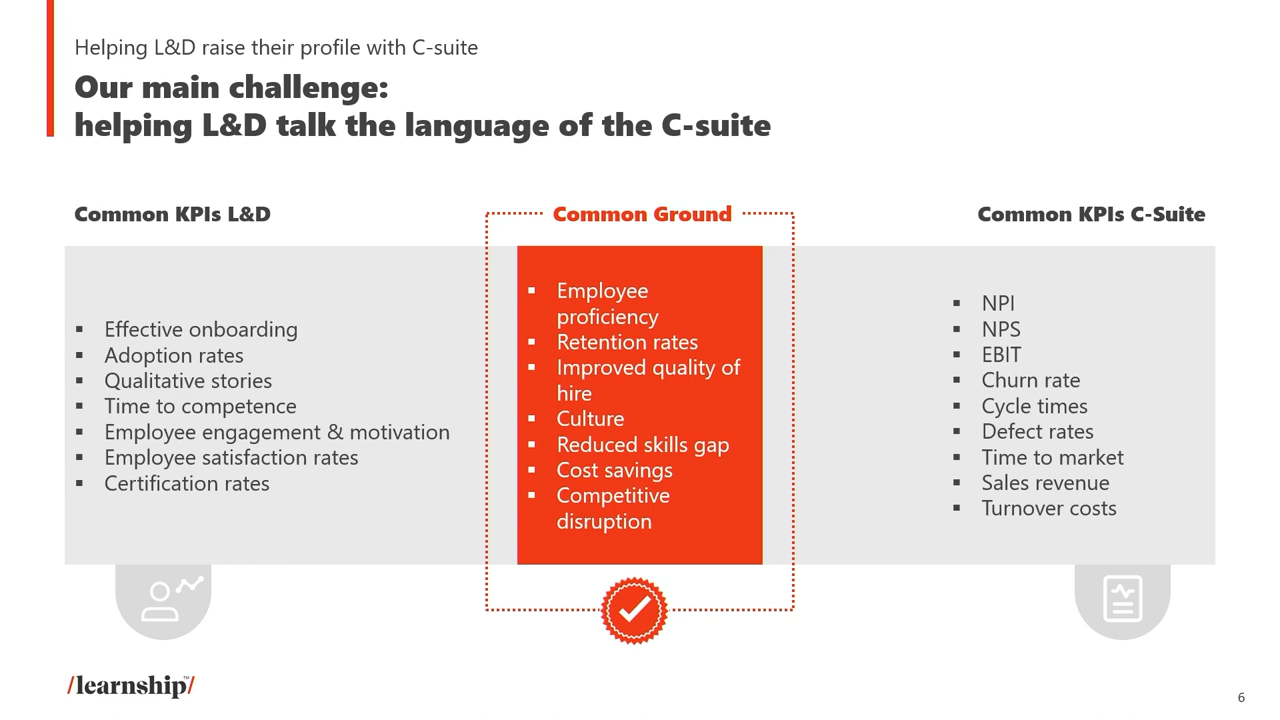 Helping L&D raise their profile with C-suite
Our main challenge:
helping L&D talk the language of the C-suite
Common KPIs L&D
▪ Effective onboarding
▪ Adoption rates
▪ Qualitative stories
▪ Time to competence
▪ Employee engagement & motivation
▪ Employee satisfaction rates
▪ Certification rates
Common Ground
▪ Employee
proficiency
▪ Retention rates
▪ Improved quality of
hire
▪ Culture
▪ Reduced skills gap
▪ Cost savings
▪ Competitive
disruption
Common KPIs C-Suite
▪ NPI
▪ NPS
▪ EBIT
▪ Churn rate
▪ Cycle times
▪ Defect rates
▪ Time to market
▪ Sales revenue
▪ Turnover costs
/learnship™/
6